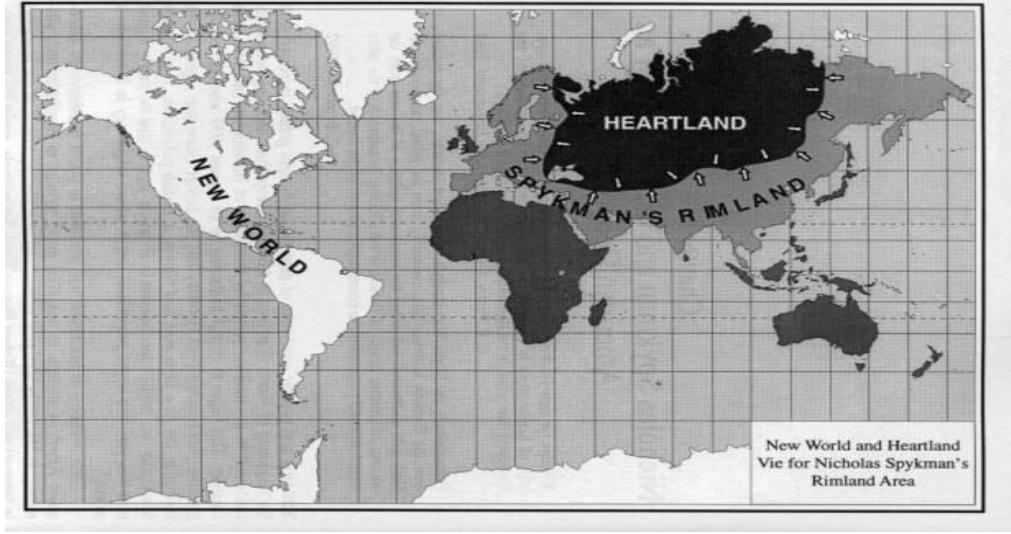 HEARTLAND
NEW WORLD
SPYKMAN'S RIMLAND
New World and Heartland
Vie for Nicholas Spykman's
Rimland Area